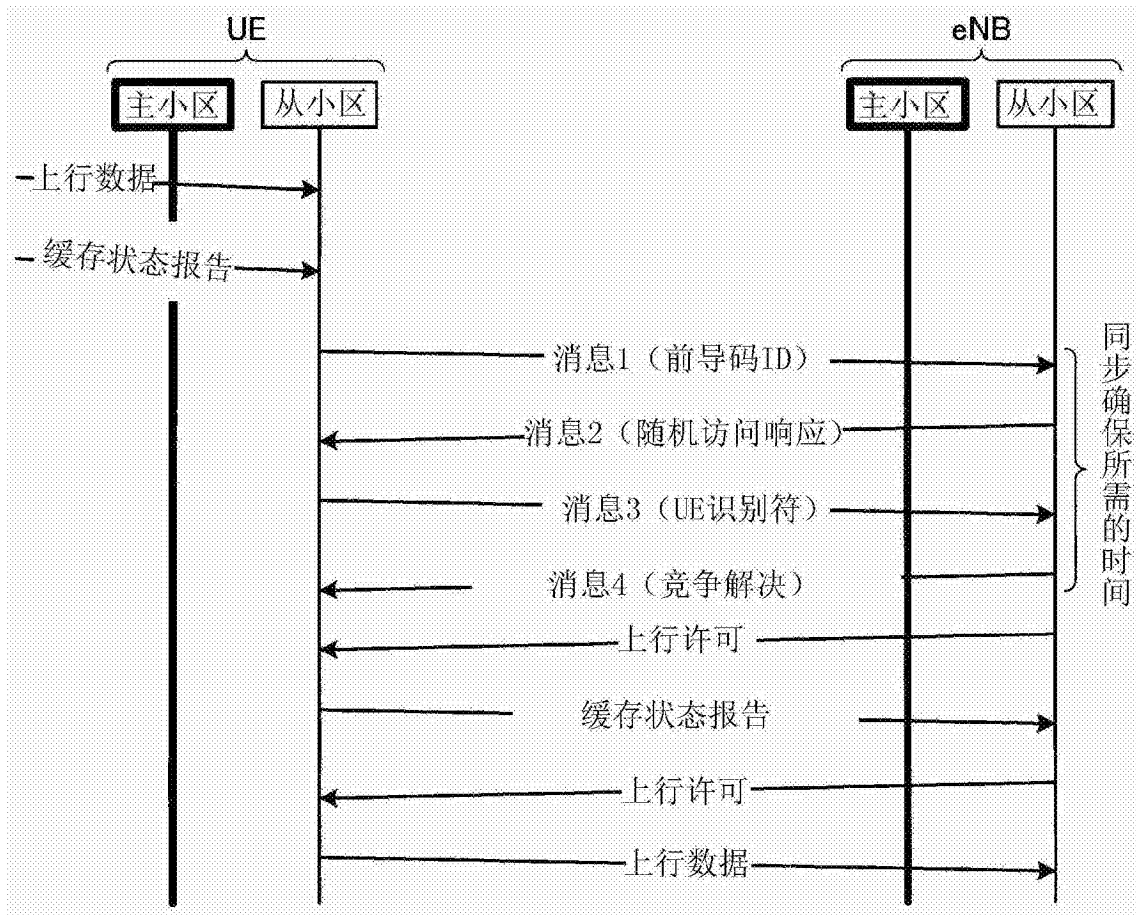 UE
eNB
主小区
从小区
主小区
从小区
上行数据
缓存状态报告
消息1（前导码ID）
消息2（随机访问响应）
消息3（UE识别符）
消息4（竞争解决）
同步确保所需的时间
上行许可
缓存状态报告
上行许可
上行数据